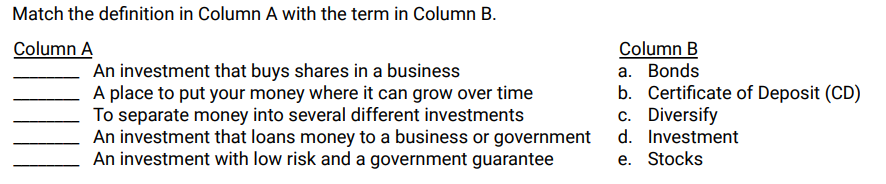 Match the definition in Column A with the term in Column B.
Column A Column B
________ An investment that buys shares in a business a. Bonds
________ A place to put your money where it can grow over time b. Certificate of Deposit (CD)
________ To separate money into several different investments c. Diversify
________ An investment that loans money to a business or government d. Investment
________ An investment with low risk and a government guarantee e. Stocks